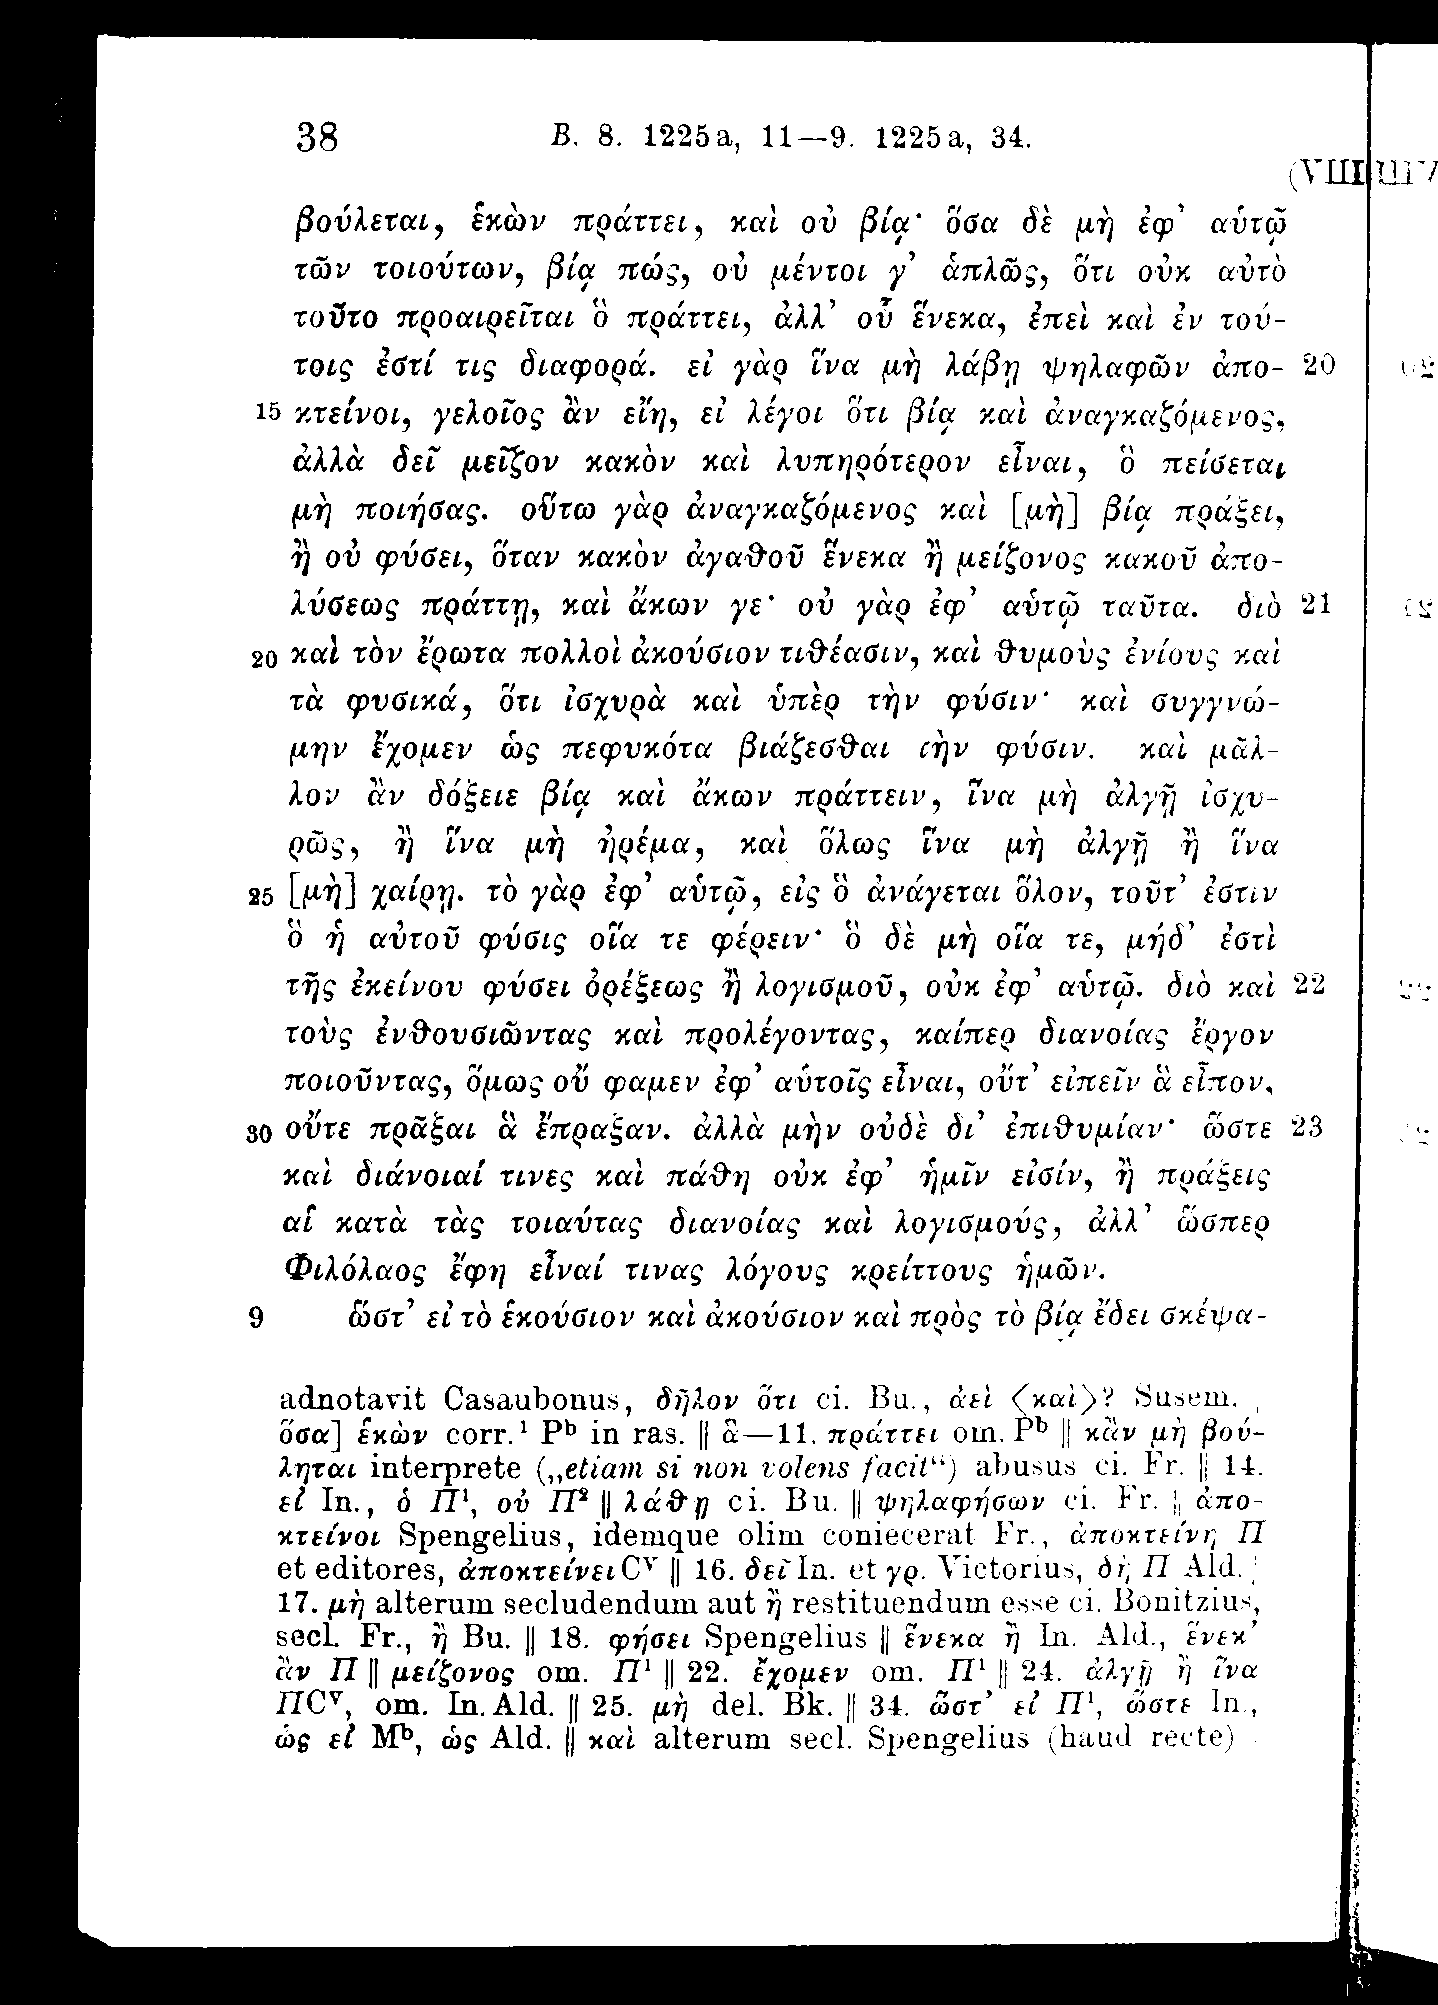 38 B. 8. 1225a, 11—9. 1225a, 34.
(VIII
βούλεται, ἑκὼν πράττει, καὶ οὐ βίᾳ· ὅσα δὲ μὴ ἐφ’ αὑτῷ
τῶν τοιούτων, βίᾳ πώς, οὐ μέντοι γ’ ἁπλῶς, ὅτι οὐκ αὐτὸ
τοῦτο προαιρεῖται ὃ πράττει, ἀλλ’ οὗ ἕνεκα, ἐπεὶ καὶ ἐν τού-
τοις ἐστί τις διαφορά. εἰ γὰρ ἵνα μὴ λάβῃ ψηλαφῶν ἀπο- 20
15 κτείνοι, γελοῖος ἂν εἴη, εἰ λέγοι ὅτι βίᾳ καὶ ἀναγκαζόμενος,
ἀλλὰ δεῖ μεῖζον κακὸν καὶ λυπηρότερον εἶναι, ὃ πείσεται
μὴ ποιήσας. οὕτω γὰρ ἀναγκαζόμενος καὶ [μὴ] βίᾳ πράξει,
ἢ οὐ φύσει, ὅταν κακὸν ἀγαθοῦ ἕνεκα ἢ μείζονος κακοῦ ἀπο-
λύσεως πράττῃ, καὶ ἄκων γε· οὐ γὰρ ἐφ’ αὑτῷ ταῦτα. διὸ 21
20 καὶ τὸν ἔρωτα πολλοὶ ἀκούσιον τιθέασιν, καὶ θυμοὺς ἐνίους καὶ
τὰ φυσικά, ὅτι ἰσχυρὰ καὶ ὑπὲρ τὴν φύσιν· καὶ συγγνώ-
μην ἔχομεν ὡς πεφυκότα βιάζεσθαι τὴν φύσιν. καὶ μᾶλ-
λον ἂν δόξειε βίᾳ καὶ ἄκων πράττειν, ἵνα μὴ ἀλγῇ ἰσχυ-
ρῶς, ἢ ἵνα μὴ ἠρέμα, καὶ ὅλως ἵνα μὴ ἀλγῇ ἢ ἵνα
25 [μὴ] χαίρῃ. τὸ γὰρ ἐφ’ αὑτῷ, εἰς ὃ ἀνάγεται ὅλον, τοῦτ’ ἐστιν
ὃ ἡ αὑτοῦ φύσις οἵα τε φέρειν· ὃ δὲ μὴ οἵα τε, μήδ’ ἐστὶ
τῆς ἐκείνου φύσει ὀρέξεως ἢ λογισμοῦ, οὐκ ἐφ’ αὑτῷ. διὸ καὶ 22
τοὺς ἐνθουσιῶντας καὶ προλέγοντας, καίπερ διανοίας ἔργον
ποιοῦντας, ὅμως οὔ φαμεν ἐφ’ αὑτοῖς εἶναι, οὔτ’ εἰπεῖν ἃ εἶπον,
30 οὔτε πρᾶξαι ἃ ἔπραξαν. ἀλλὰ μὴν οὐδὲ δι’ ἐπιθυμίαν· ὥστε 23
καὶ διάνοιαί τινες καὶ πάθη οὐκ ἐφ’ ἡμῖν εἰσίν, ἢ πράξεις
αἱ κατὰ τὰς τοιαύτας διανοίας καὶ λογισμούς, ἀλλ’ ὥσπερ
Φιλόλαος ἔφη εἶναί τινας λόγους κρείττους ἡμῶν.
9 ὥστ’ εἰ τὸ ἑκούσιον καὶ ἀκούσιον καὶ πρὸς τὸ βίᾳ ἔδει σκέψα-
adnotavit Casaubonus, δῆλον ὅτι ci. Bu., ἀεὶ ⟨καὶ⟩? Susem.
ὅσα] ἑκὼν corr.¹ Pᵇ in ras. || ἃ—11. πράττει om. Pᵇ || κἂν μὴ βού-
ληται interprete („etiam si non volens facit“) abusus ci. Fr. || 14.
εἰ In., ὁ Π¹, οὐ Π² || λάθῃ ci. Bu. || ψηλαφήσων ci. Fr. || ἀπο-
κτείνοι Spengelius, idemque olim coniecerat Fr., ἀποκτείνῃ Π
et editores, ἀποκτείνει Cᵛ || 16. δεῖ In. et γρ. Victorius, δὴ Π Ald.
17. μὴ alterum secludendum aut ἢ restituendum esse ci. Bonitzius,
secl. Fr., ἢ Bu. || 18. φήσει Spengelius || ἕνεκα ἢ In. Ald., ἕνεκ’
ἂν Π || μείζονος om. Π¹ || 22. ἔχομεν om. Π¹ || 24. ἀλγῇ ἢ ἵνα
ΠCᵛ, om. In. Ald. || 25. μὴ del. Bk. || 34. ὥστ’ εἰ Π¹, ὥστε In.,
ὡς εἰ Mᵇ, ὡς Ald. || καὶ alterum secl. Spengelius (haud recte)